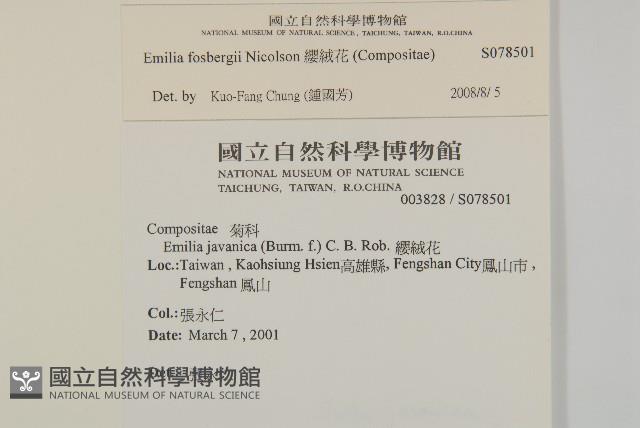 國立自然科學博物館
NATIONAL MUSEUM OF NATURAL SCIENCE , TAICHUNG, TAIWAN, R.O.CHINA
Emilia fosbergii Nicolson 纓絨花 (Compositae) S078501
Det. by Kuo-Fang Chung (鍾國芳) 2008/8/ 5
國立自然科學博物館
NATIONAL MUSEUM OF NATURAL SCIENCE
TAICHUNG, TAIWAN, R.O.CHINA
003828 / S078501
Compositae 菊科
Emilia javanica (Burm. f.) C. B. Rob. 纓絨花
Loc.:Taiwan , Kaohsiung Hsien高雄縣, Fengshan City鳳山市 ,
Fengshan 鳳山
Col.:張永仁
Date: March 7 , 2001
國立自然科學博物館
NATIONAL MUSEUM OF NATURAL SCIENCE